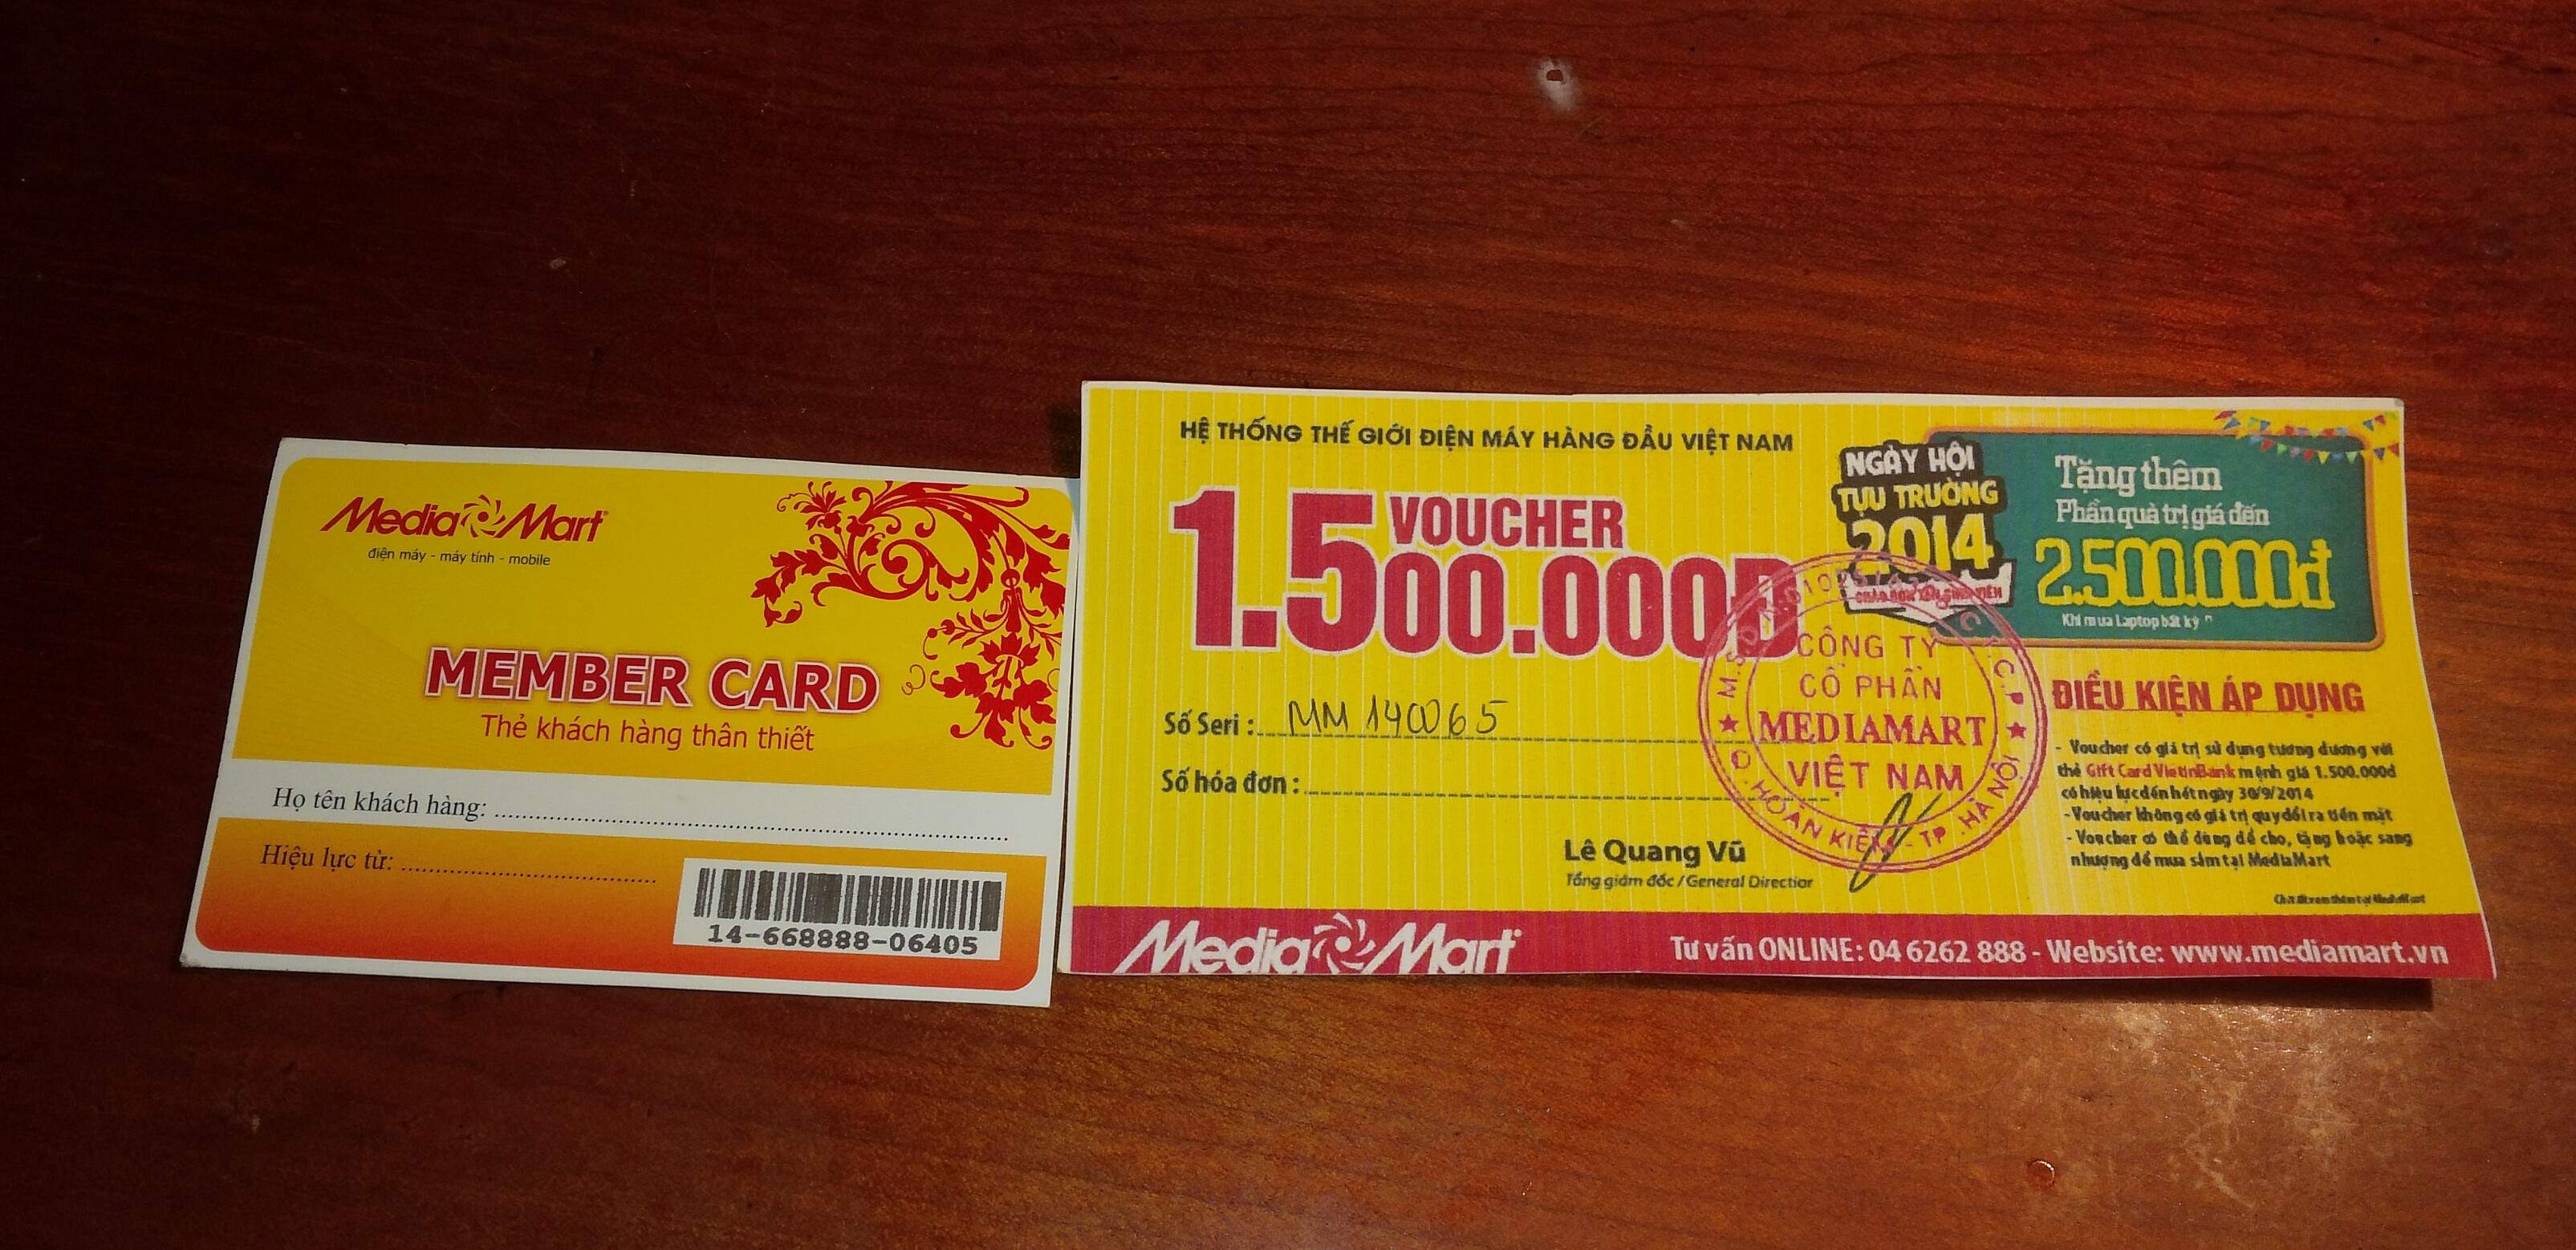 MediaMart
điện máy - máy tính - mobile
MEMBER CARD
Thẻ khách hàng thân thiết
Họ tên khách hàng:
Hiệu lực từ:
14-668888-06405
HỆ THỐNG THẾ GIỚI ĐIỆN MÁY HÀNG ĐẦU VIỆT NAM
VOUCHER
1.500.000Đ
Số Seri : MM 140065
Số hóa đơn :
Lê Quang Vũ
Tổng giám đốc / General Directior
CÔNG TY
CỔ PHẦN
MEDIAMART
VIỆT NAM
Q. HOÀN KIẾM - TP. HÀ NỘI
NGÀY HỘI
TỰU TRƯỜNG
2014
Tặng thêm
Phần quà trị giá đến
2.500.000đ
Khi mua Laptop bất kỳ
ĐIỀU KIỆN ÁP DỤNG
- Voucher có giá trị sử dụng tương đương với
thẻ Gift Card VietinBank mệnh giá 1.500.000đ
có hiệu lực đến hết ngày 30/9/2014
- Voucher không có giá trị quy đổi ra tiền mặt
- Voucher có thể dùng để cho, tặng hoặc sang
nhượng để mua sắm tại MediaMart
MediaMart
Tư vấn ONLINE: 04 6262 888 - Website: www.mediamart.vn